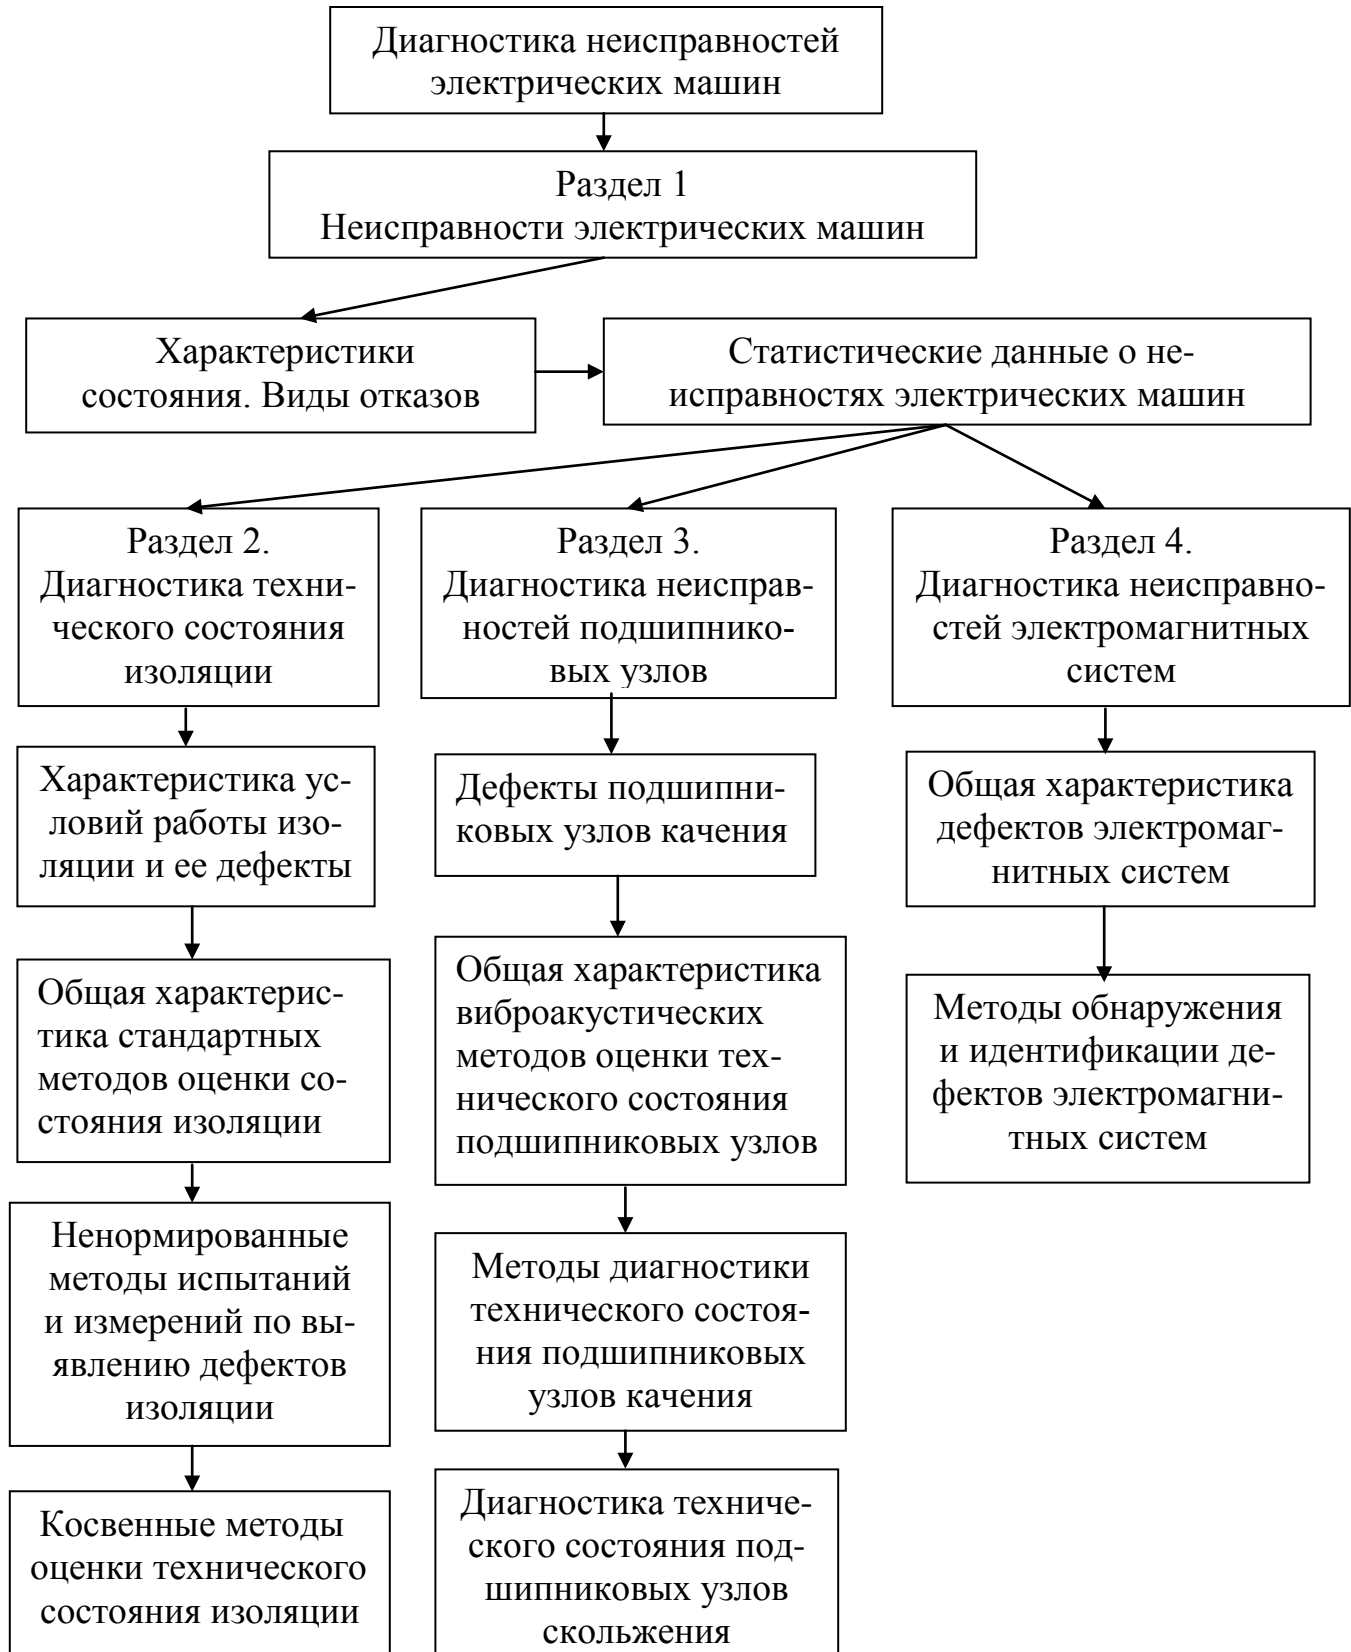 Диагностика неисправностей
электрических машин
Раздел 1
Неисправности электрических машин
Характеристики
состояния. Виды отказов
Статистические данные о не-
исправностях электрических машин
Раздел 2.
Диагностика техни-
ческого состояния
изоляции
Характеристика ус-
ловий работы изо-
ляции и ее дефекты
Общая характерис-
тика стандартных
методов оценки со-
стояния изоляции
Ненормированные
методы испытаний
и измерений по вы-
явлению дефектов
изоляции
Косвенные методы
оценки технического
состояния изоляции
Раздел 3.
Диагностика неисправ-
ностей подшипнико-
вых узлов
Дефекты подшипни-
ковых узлов качения
Общая характеристика
виброакустических
методов оценки тех-
нического состояния
подшипниковых узлов
Методы диагностики
технического состоя-
ния подшипниковых
узлов качения
Диагностика техниче-
ского состояния под-
шипниковых узлов
скольжения
Раздел 4.
Диагностика неисправно-
стей электромагнитных
систем
Общая характеристика
дефектов электромаг-
нитных систем
Методы обнаружения
и идентификации де-
фектов электромагни-
тных систем